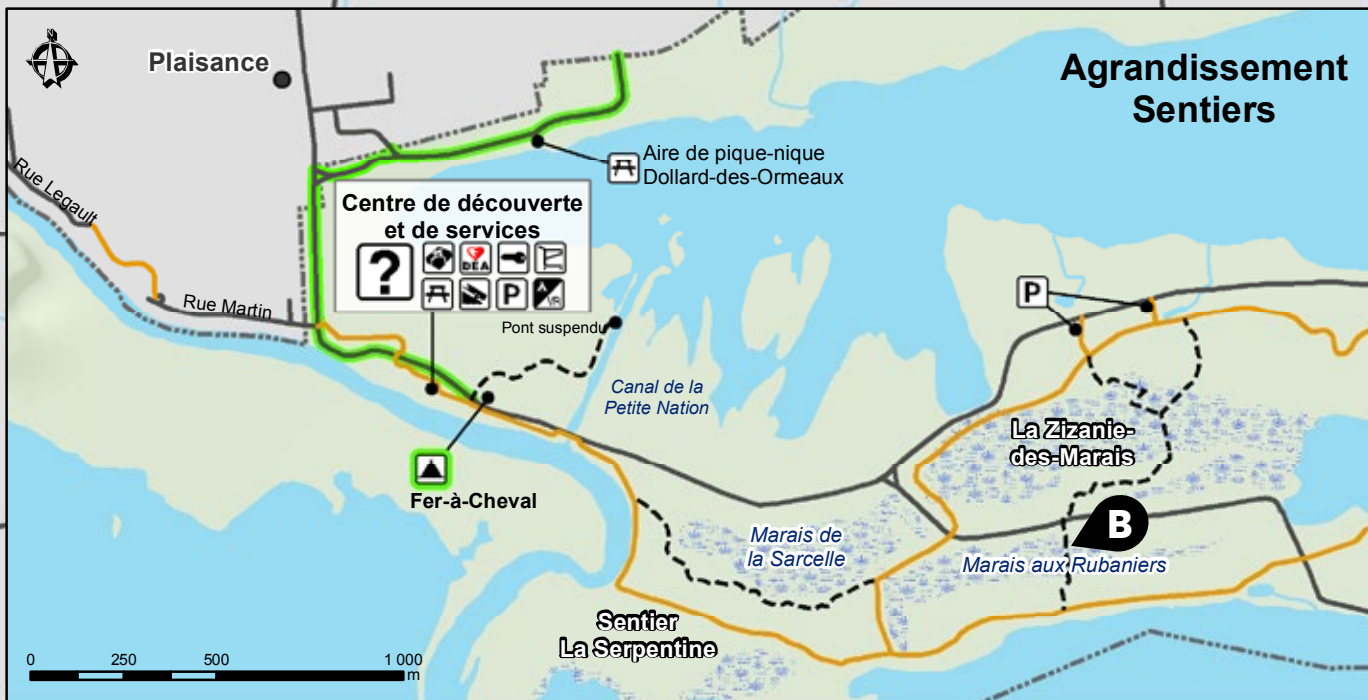 Agrandissement
Sentiers
Plaisance
Rue Legault
Aire de pique-nique
Dollard-des-Ormeaux
Centre de découverte
et de services
?
DEA
P
VR
Rue Martin
Pont suspendu
P
Canal de la
Petite Nation
La Zizanie-
des-Marais
Fer-à-Cheval
B
Marais de
la Sarcelle
Marais aux Rubaniers
Sentier
La Serpentine
0 250 500 1 000
m